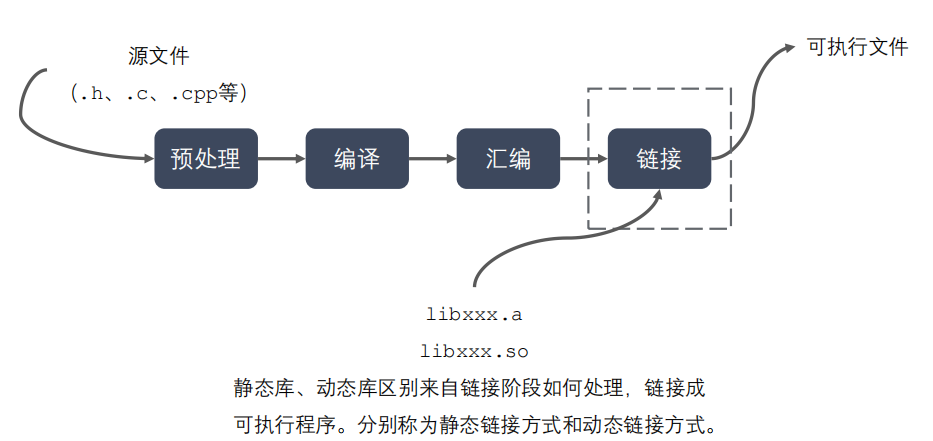 源文件
可执行文件
（.h、.c、.cpp等）
预处理
编译
汇编
链接
libxxx.a
libxxx.so
静态库、动态库区别来自链接阶段如何处理，链接成
可执行程序。分别称为静态链接方式和动态链接方式。